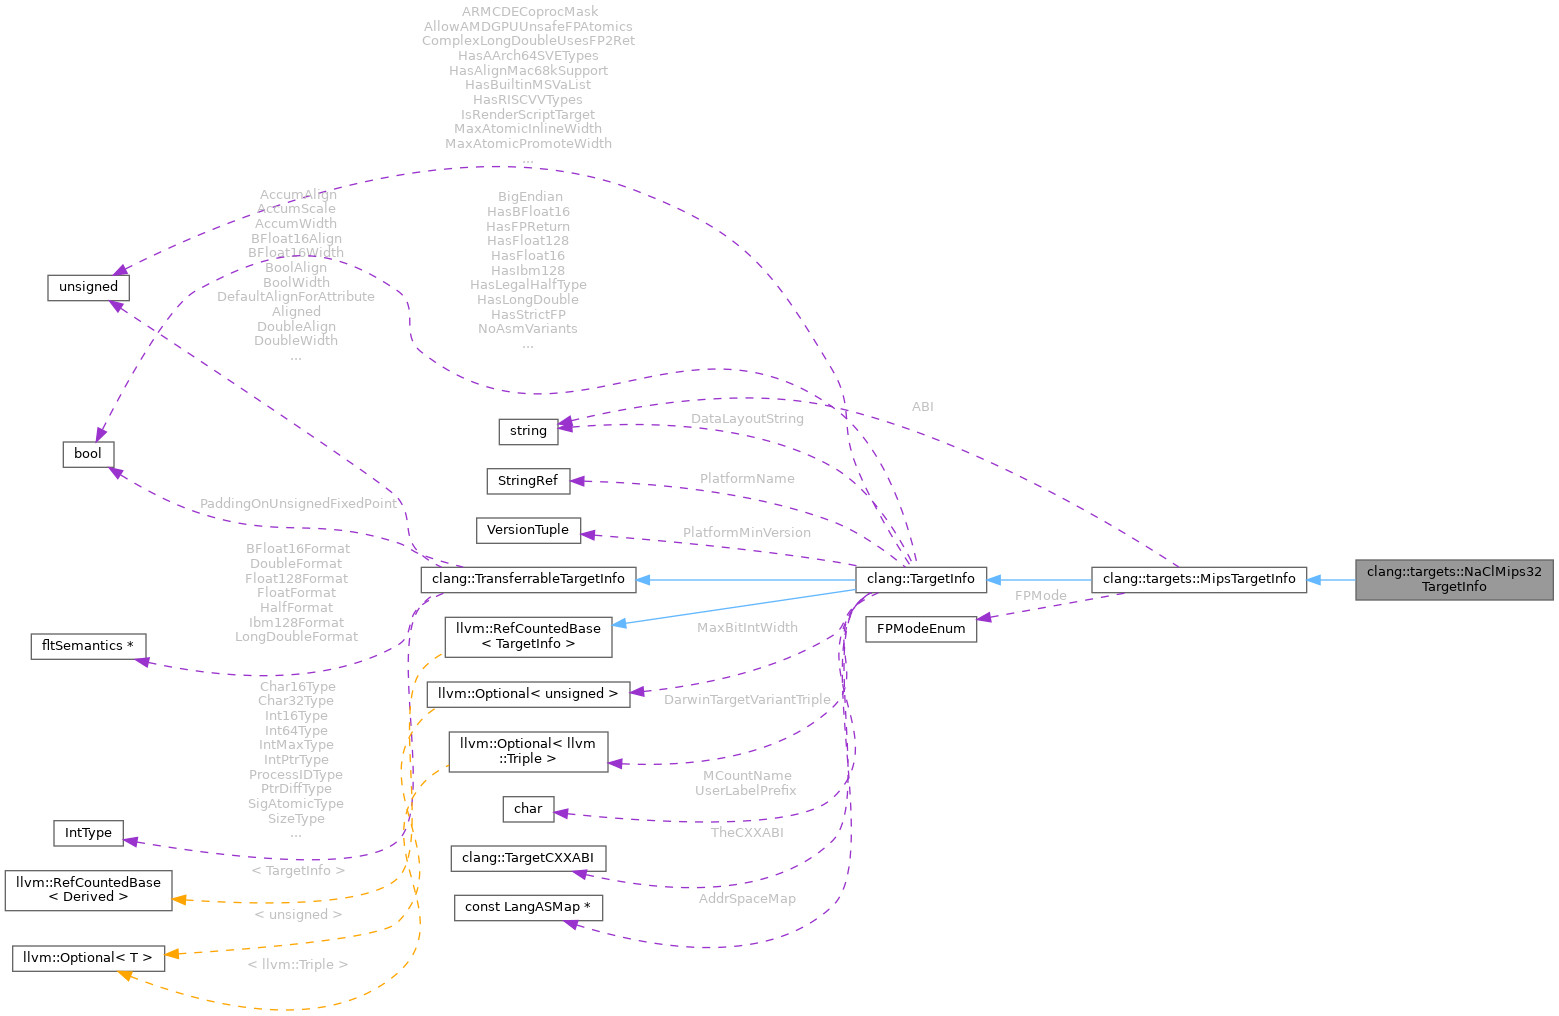 ARMCDECoprocMask
AllowAMDGPUUnsafeFPAtomics
ComplexLongDoubleUsesFP2Ret
HasAArch64SVETypes
HasAlignMac68kSupport
HasBuiltinMSVaList
HasRISCVVTypes
IsRenderScriptTarget
MaxAtomicInlineWidth
MaxAtomicPromoteWidth
...
AccumAlign
AccumScale
AccumWidth
BFloat16Align
BFloat16Width
BoolAlign
BoolWidth
DefaultAlignForAttribute
Aligned
DoubleAlign
DoubleWidth
...
BigEndian
HasBFloat16
HasFPReturn
HasFloat128
HasFloat16
HasIbm128
HasLegalHalfType
HasLongDouble
HasStrictFP
NoAsmVariants
...
unsigned
bool
string
StringRef
VersionTuple
ABI
DataLayoutString
PlatformName
PlatformMinVersion
PaddingOnUnsignedFixedPoint
clang::TransferrableTargetInfo
clang::TargetInfo
clang::targets::MipsTargetInfo
clang::targets::NaClMips32
TargetInfo
FPMode
FPModeEnum
BFloat16Format
DoubleFormat
Float128Format
FloatFormat
HalfFormat
Ibm128Format
LongDoubleFormat
fltSemantics *
llvm::RefCountedBase
< TargetInfo >
MaxBitIntWidth
llvm::Optional< unsigned >
DarwinTargetVariantTriple
llvm::Optional< llvm
::Triple >
Char16Type
Char32Type
Int16Type
Int64Type
IntMaxType
IntPtrType
ProcessIDType
PtrDiffType
SigAtomicType
SizeType
...
MCountName
UserLabelPrefix
char
IntType
TheCXXABI
clang::TargetCXXABI
< TargetInfo >
llvm::RefCountedBase
< Derived >
AddrSpaceMap
const LangASMap *
< unsigned >
llvm::Optional< T >
< llvm::Triple >